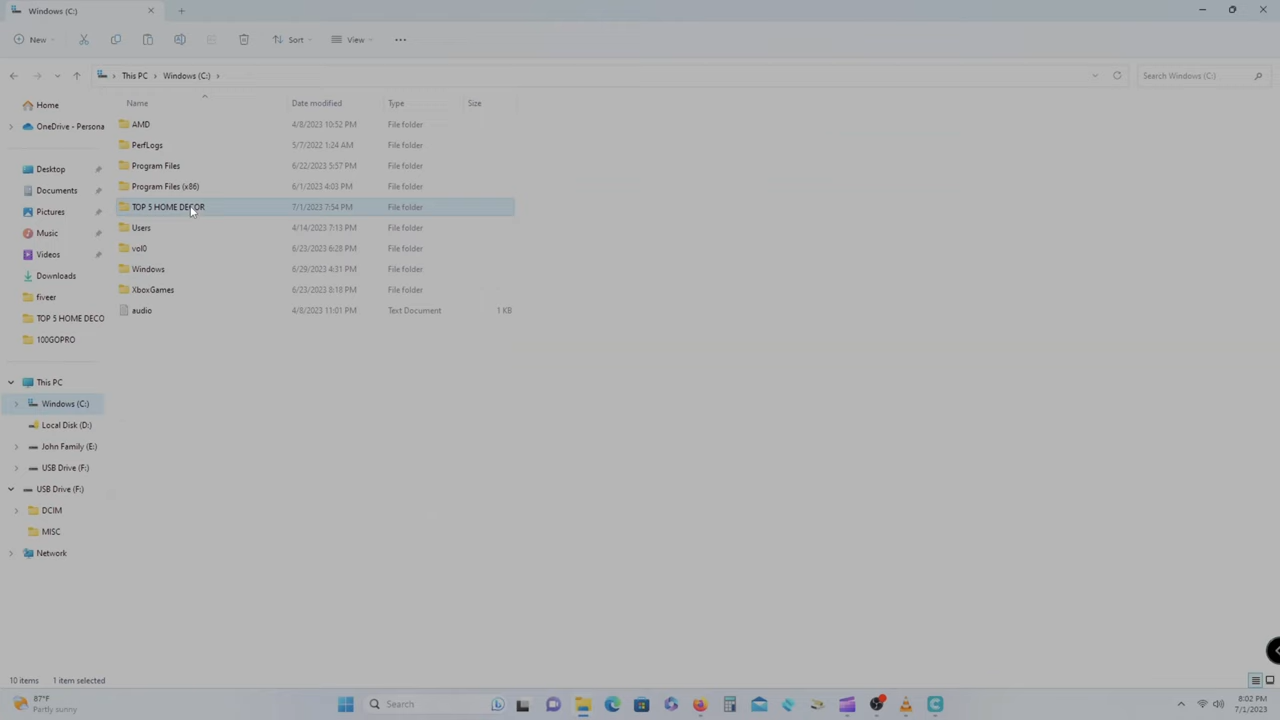 Windows (C:)
New Sort View
This PC Windows (C:) Search Windows (C:)
Name Date modified Type Size
Home
OneDrive - Persona
Desktop
Documents
Pictures
Music
Videos
Downloads
fiveer
TOP 5 HOME DECO
100GOPRO
This PC
Windows (C:)
Local Disk (D:)
John Family (E:)
USB Drive (F:)
USB Drive (F:)
DCIM
MISC
Network
AMD 4/8/2023 10:52 PM File folder
PerfLogs 5/7/2022 1:24 AM File folder
Program Files 6/22/2023 5:57 PM File folder
Program Files (x86) 6/1/2023 4:03 PM File folder
TOP 5 HOME DECOR 7/1/2023 7:54 PM File folder
Users 4/14/2023 7:13 PM File folder
vol0 6/23/2023 6:28 PM File folder
Windows 6/29/2023 4:31 PM File folder
XboxGames 6/23/2023 8:18 PM File folder
audio 4/8/2023 11:01 PM Text Document 1 KB
10 items 1 item selected
87°F
Partly sunny
Search
8:02 PM
7/1/2023